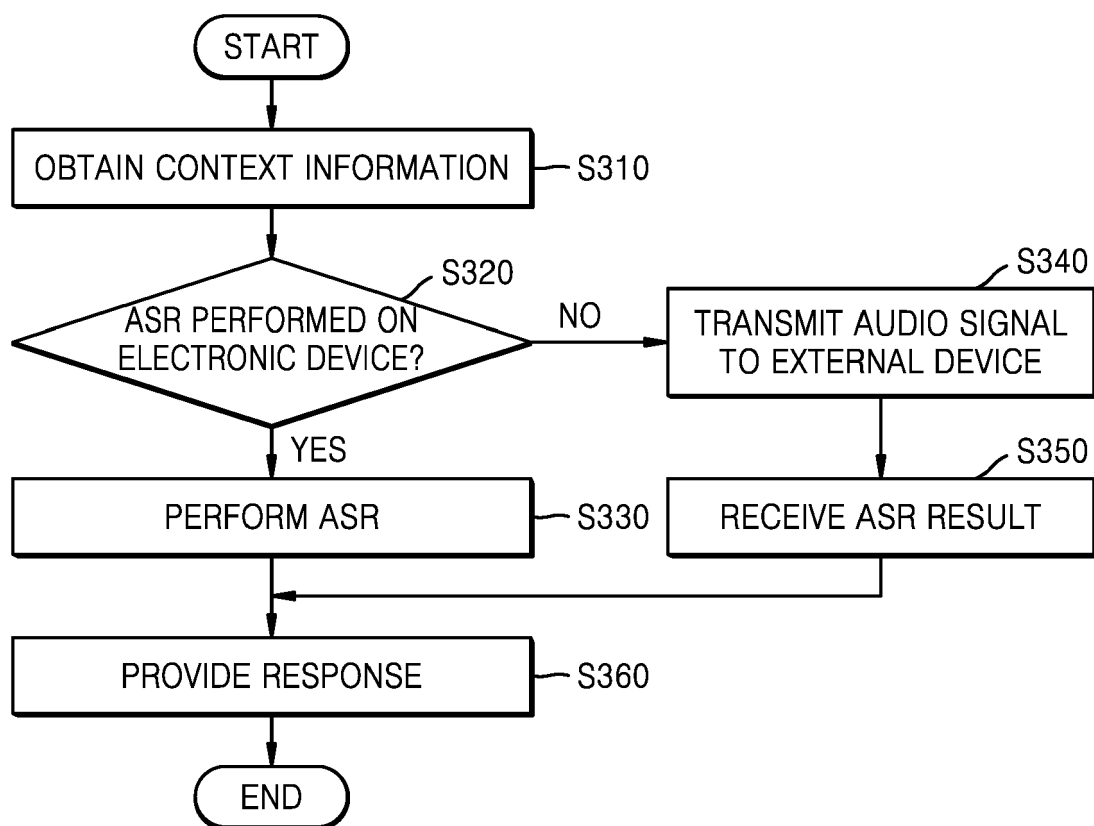 START
OBTAIN CONTEXT INFORMATION
S310
S320
ASR PERFORMED ON
ELECTRONIC DEVICE?
NO
S340
TRANSMIT AUDIO SIGNAL
TO EXTERNAL DEVICE
YES
S350
PERFORM ASR
S330
RECEIVE ASR RESULT
PROVIDE RESPONSE
S360
END